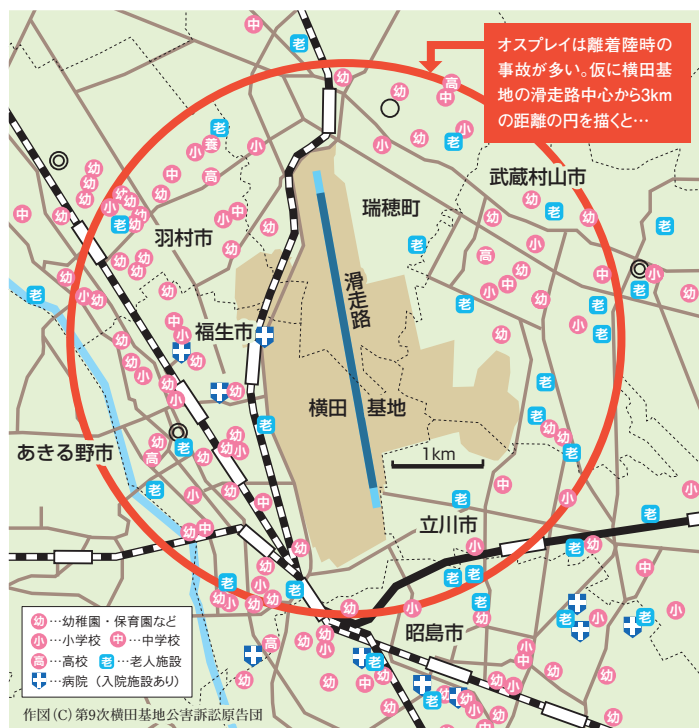 オスプレイは離着陸時の
事故が多い。仮に横田基
地の滑走路中心から3km
の距離の円を描くと…
武蔵村山市
瑞穂町
羽村市
滑走路
福生市
横田 基地
あきる野市
1km
立川市
昭島市
幼…幼稚園・保育園など
小…小学校 中…中学校
高…高校 老…老人施設
…病院（入院施設あり）
作図(C) 第9次横田基地公害訴訟原告団